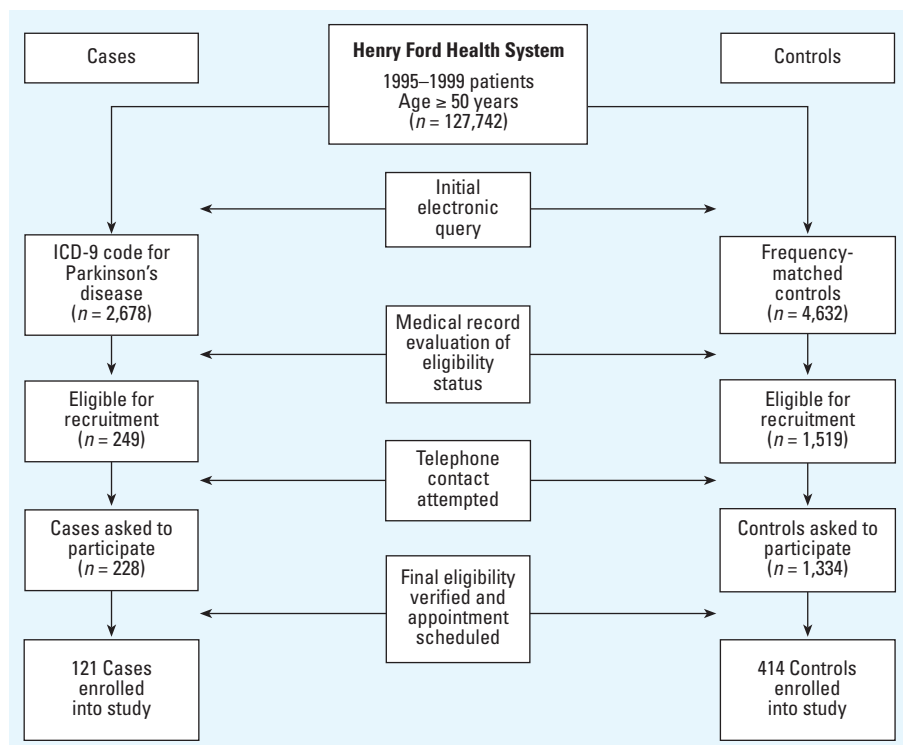 Cases
Henry Ford Health System
1995–1999 patients
Age ≥ 50 years
(n = 127,742)
Controls
Initial
electronic
query
ICD-9 code for
Parkinson's
disease
(n = 2,678)
Frequency-
matched
controls
(n = 4,632)
Medical record
evaluation of
eligibility
status
Eligible for
recruitment
(n = 249)
Eligible for
recruitment
(n = 1,519)
Telephone
contact
attempted
Cases asked to
participate
(n = 228)
Controls asked to
participate
(n = 1,334)
Final eligibility
verified and
appointment
scheduled
121 Cases
enrolled
into study
414 Controls
enrolled
into study